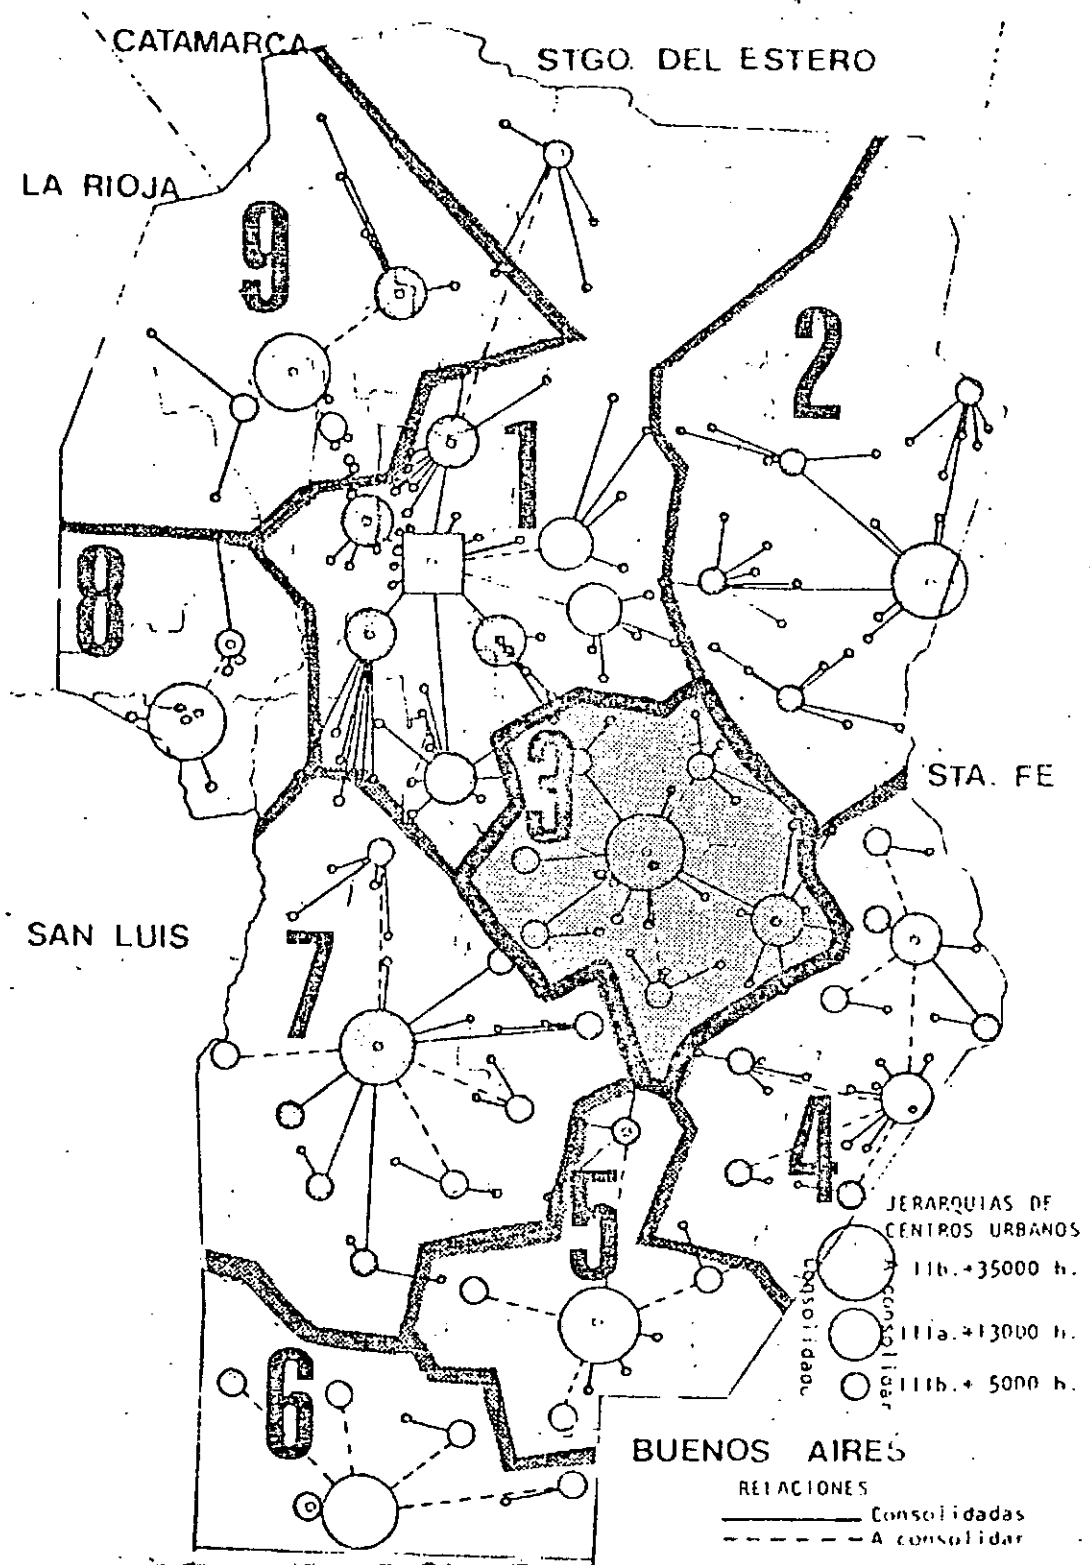 CATAMARCA
STGO. DEL ESTERO
LA RIOJA
9
2
1
8
3
STA. FE
SAN LUIS
7
4
5
JERARQUIAS DE
CENTROS URBANOS
IIb.+35000 h.
IIIa.+13000 h.
IIIb.+ 5000 h.
Consolidado
A consolidar
6
BUENOS AIRES
RELACIONES
Consolidadas
A consolidar